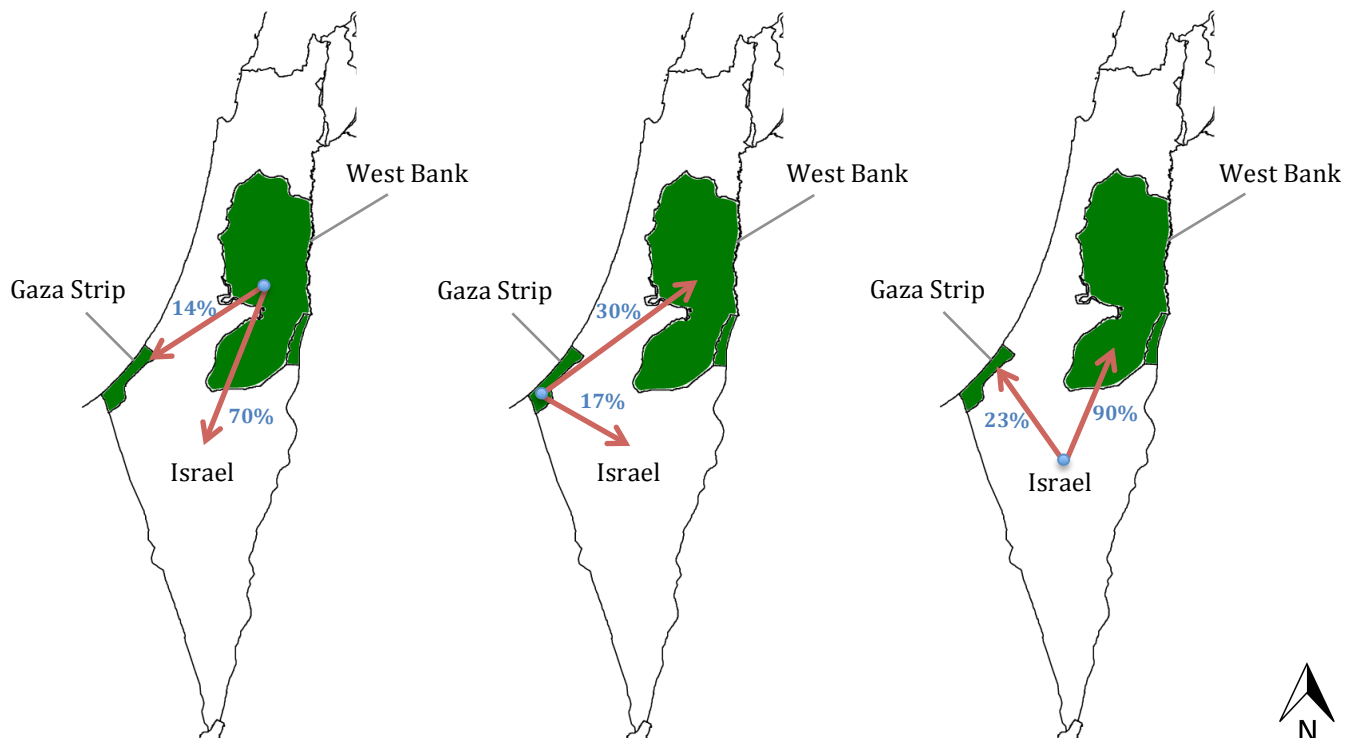 West Bank
Gaza Strip
14%
70%
Israel
West Bank
Gaza Strip
30%
17%
Israel
West Bank
Gaza Strip
23%
90%
Israel
N